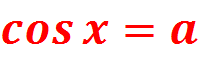 cos x = a